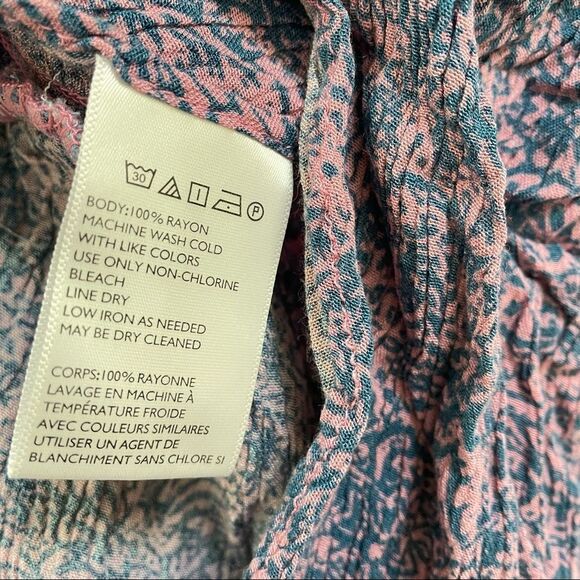 30 P
BODY:100% RAYON
MACHINE WASH COLD
WITH LIKE COLORS
USE ONLY NON-CHLORINE
BLEACH
LINE DRY
LOW IRON AS NEEDED
MAY BE DRY CLEANED
CORPS:100% RAYONNE
LAVAGE EN MACHINE À
TEMPÉRATURE FROIDE
AVEC COULEURS SIMILAIRES
UTILISER UN AGENT DE
BLANCHIMENT SANS CHLORE SI